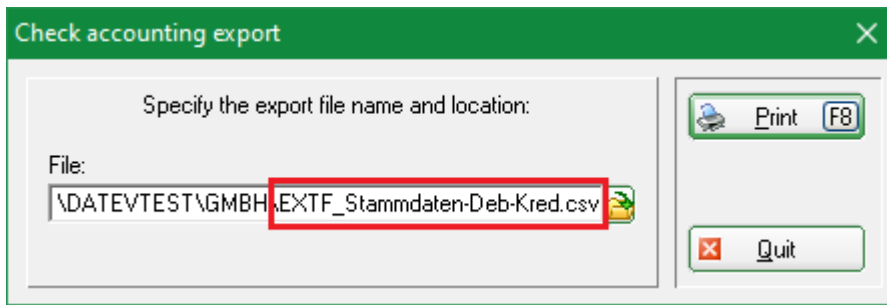 Check accounting export
Specify the export file name and location:
File:
\DATEVTEST\GMBH\EXTF_Stammdaten-Deb-Kred.csv
Print F8
Quit